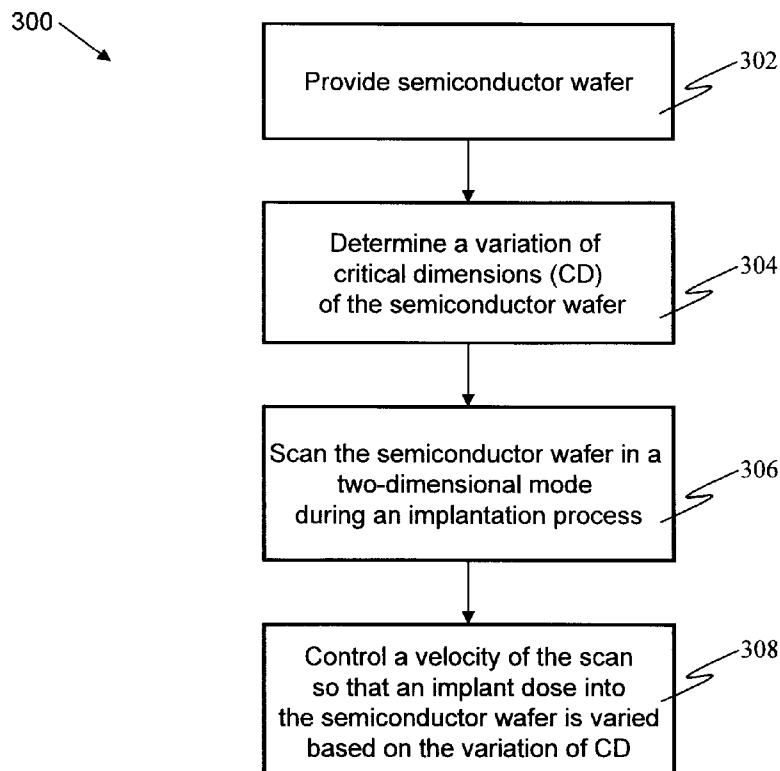 300
Provide semiconductor wafer
302
Determine a variation of
critical dimensions (CD)
of the semiconductor wafer
304
Scan the semiconductor wafer in a
two-dimensional mode
during an implantation process
306
Control a velocity of the scan
so that an implant dose into
the semiconductor wafer is varied
based on the variation of CD
308